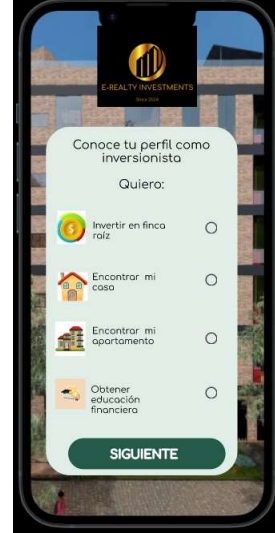 E-REALTY INVESTMENTS
Since 2024
Conoce tu perfil como
inversionista
Quiero:
Invertir en finca
raíz
Encontrar mi
casa
Encontrar mi
apartamento
Obtener
educación
financiera
SIGUIENTE